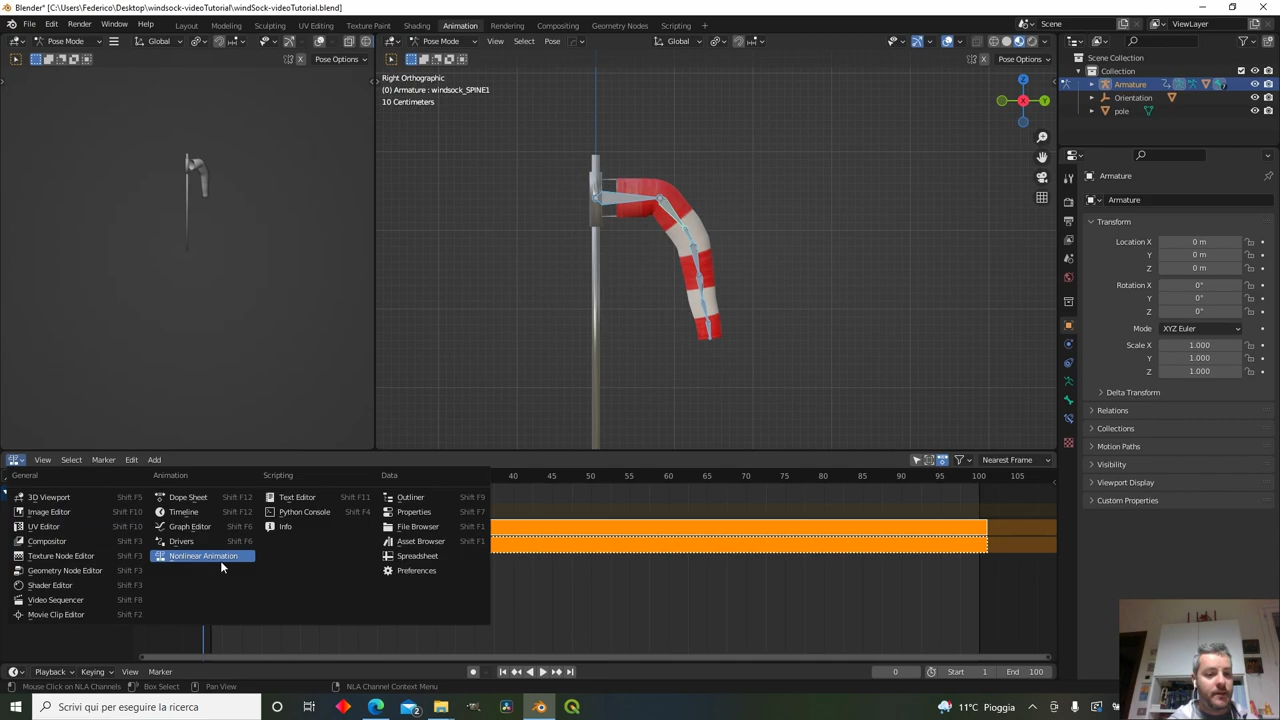 Blender* [C:\Users\Federico\Desktop\windsock-videoTutorial\windSock-videoTutorial.blend]
File Edit Render Window Help Layout Modeling Sculpting UV Editing Texture Paint Shading Animation Rendering Compositing Geometry Nodes Scripting Scene ViewLayer
Pose Mode Global Pose Mode View Select Pose Global
Pose Options X Pose Options
Scene Collection
Collection
Armature
Orientation
pole
Right Orthographic
(0) Armature : windsock_SPINE1
10 Centimeters
Z
X
Y
Armature
Armature
Transform
Location X 0 m
Y 0 m
Z 0 m
Rotation X 0°
Y 0°
Z 0°
Mode XYZ Euler
Scale X 1.000
Y 1.000
Z 1.000
Delta Transform
Relations
Collections
Motion Paths
Visibility
Viewport Display
Custom Properties
View Select Marker Edit Add Nearest Frame
General Animation Scripting Data
40 45 50 55 60 65 70 75 80 85 90 95 100 105
3D Viewport Shift F5 Dope Sheet Shift F12 Text Editor Shift F11 Outliner Shift F9
Image Editor Shift F10 Timeline Shift F12 Python Console Shift F4 Properties Shift F7
UV Editor Shift F10 Graph Editor Shift F6 Info File Browser Shift F1
Compositor Shift F3 Drivers Shift F6 Asset Browser Shift F1
Texture Node Editor Shift F3 Nonlinear Animation Spreadsheet
Geometry Node Editor Shift F3 Preferences
Shader Editor Shift F3
Video Sequencer Shift F8
Movie Clip Editor Shift F2
Playback Keying View Marker 0 Start 1 End 100
Mouse Click on NLA Channels Box Select Pan View NLA Channel Context Menu
Scrivi qui per eseguire la ricerca 2 11°C Pioggia